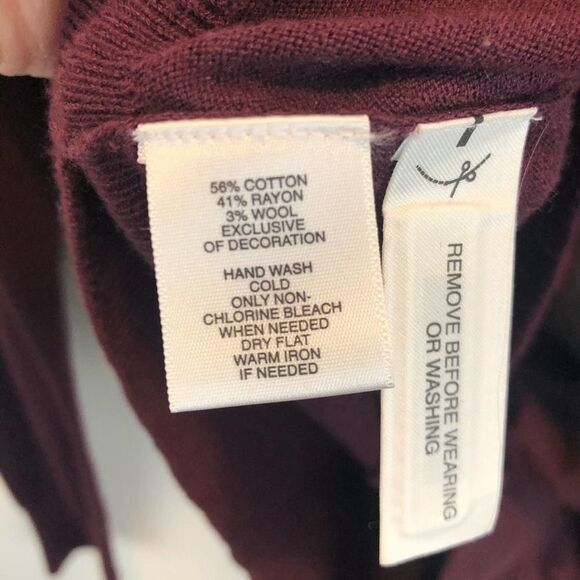 56% COTTON
41% RAYON
3% WOOL
EXCLUSIVE
OF DECORATION
HAND WASH
COLD
ONLY NON-
CHLORINE BLEACH
WHEN NEEDED
DRY FLAT
WARM IRON
IF NEEDED
REMOVE BEFORE WEARING
OR WASHING